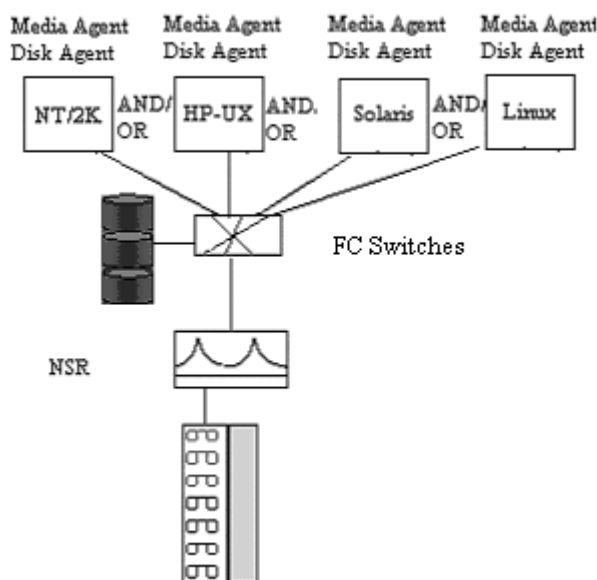 Media Agent Media Agent Media Agent Media Agent
Disk Agent Disk Agent Disk Agent Disk Agent
NT/2K AND/ HP-UX AND. Solaris AND/ Linux
OR OR OR
FC Switches
NSR